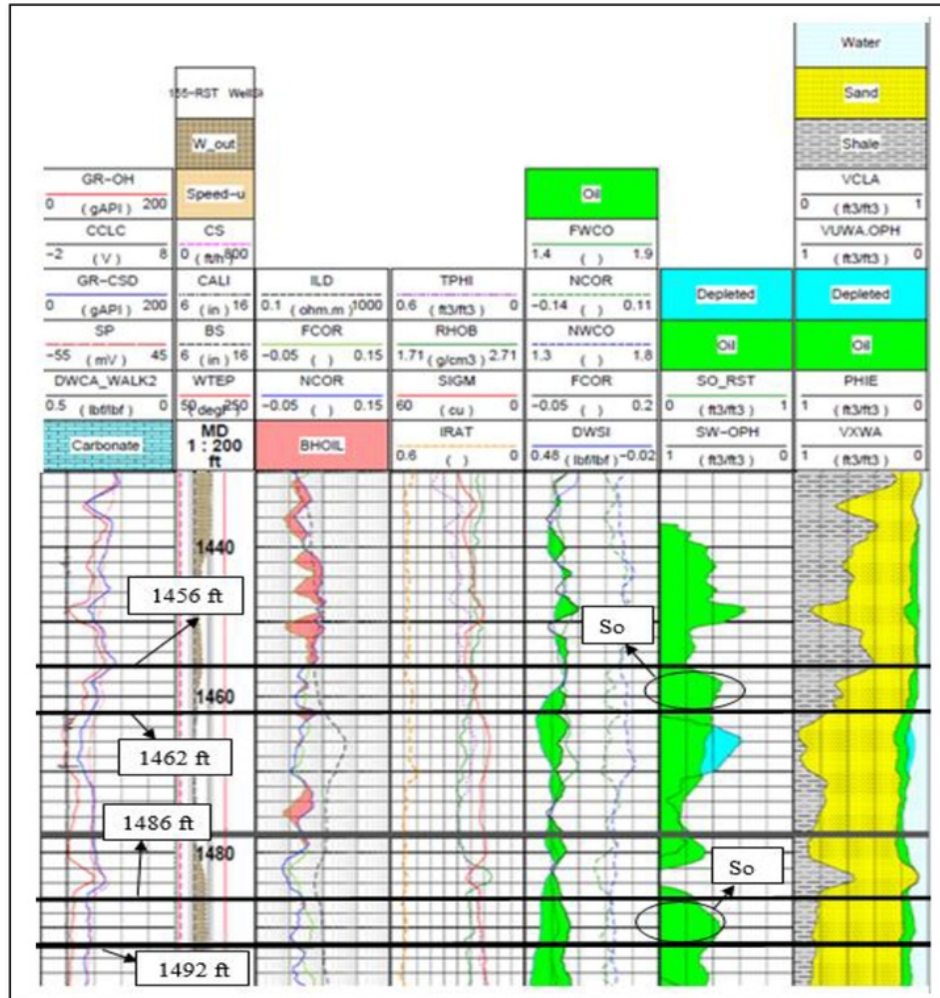 Water
Sand
155-RST
W_out
Shale
GR-OH
0 (gAPI) 200
Speed-u
Oil
VCLA
0 (ft3/ft3) 1
CCLC
-2 (V) 8
CS
0 (ft/h) 800
FWCO
1.4 ( ) 1.9
VUWA.OPH
1 (ft3/ft3) 0
GR-CSD
0 (gAPI) 200
CALI
6 (in) 16
ILD
0.1 (ohm.m) 1000
TPHI
0.6 (ft3/ft3) 0
NCOR
-0.14 ( ) 0.11
Depleted
Depleted
SP
-55 (mV) 45
BS
6 (in) 16
FCOR
-0.05 ( ) 0.15
RHOB
1.71 (g/cm3) 2.71
NWCO
1.3 ( ) 1.8
Oil
Oil
DWCA_WALK2
0.5 (lbf/lbf) 0
WTEP
50 (degF) 250
NCOR
-0.05 ( ) 0.15
SIGM
60 (cu) 0
FCOR
-0.05 ( ) 0.2
SO_RST
0 (ft3/ft3) 1
PHIE
1 (ft3/ft3) 0
Carbonate
MD
1 : 200
ft
BHOIL
IRAT
0.6 ( ) 0
DWSI
0.48 (lbf/lbf) -0.02
SW-OPH
1 (ft3/ft3) 0
VXWA
1 (ft3/ft3) 0
1440
1456 ft
So
1460
1462 ft
1486 ft
1480
So
1492 ft